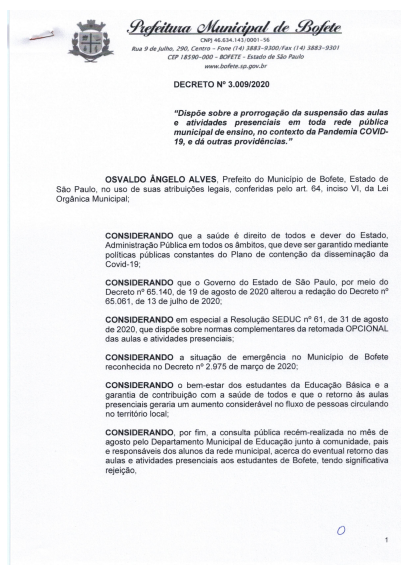 Prefeitura Municipal de Bofete
CNPJ 46.634.143/0001-56
Rua 9 de Julho, 290, Centro - Fone (14) 3883-9300/Fax (14) 3883-9301
CEP 18590-000 - BOFETE - Estado de São Paulo
www.bofete.sp.gov.br
DECRETO Nº 3.009/2020
"Dispõe sobre a prorrogação da suspensão das aulas
e atividades presenciais em toda rede pública
municipal de ensino, no contexto da Pandemia COVID-
19, e dá outras providências."
OSVALDO ÂNGELO ALVES, Prefeito do Município de Bofete, Estado de
São Paulo, no uso de suas atribuições legais, conferidas pelo art. 64, inciso VI, da Lei
Orgânica Municipal;
CONSIDERANDO que a saúde é direito de todos e dever do Estado,
Administração Pública em todos os âmbitos, que deve ser garantido mediante
políticas públicas constantes do Plano de contenção da disseminação da
Covid-19;
CONSIDERANDO que o Governo do Estado de São Paulo, por meio do
Decreto nº 65.140, de 19 de agosto de 2020 alterou a redação do Decreto nº
65.061, de 13 de julho de 2020;
CONSIDERANDO em especial a Resolução SEDUC nº 61, de 31 de agosto
de 2020, que dispõe sobre normas complementares da retomada OPCIONAL
das aulas e atividades presenciais;
CONSIDERANDO a situação de emergência no Município de Bofete
reconhecida no Decreto nº 2.975 de março de 2020;
CONSIDERANDO o bem-estar dos estudantes da Educação Básica e a
garantia de contribuição com a saúde de todos e que o retorno às aulas
presenciais geraria um aumento considerável no fluxo de pessoas circulando
no território local;
CONSIDERANDO, por fim, a consulta pública recém-realizada no mês de
agosto pelo Departamento Municipal de Educação junto à comunidade, pais
e responsáveis dos alunos da rede municipal, acerca do eventual retorno das
aulas e atividades presenciais aos estudantes de Bofete, tendo significativa
rejeição,
1